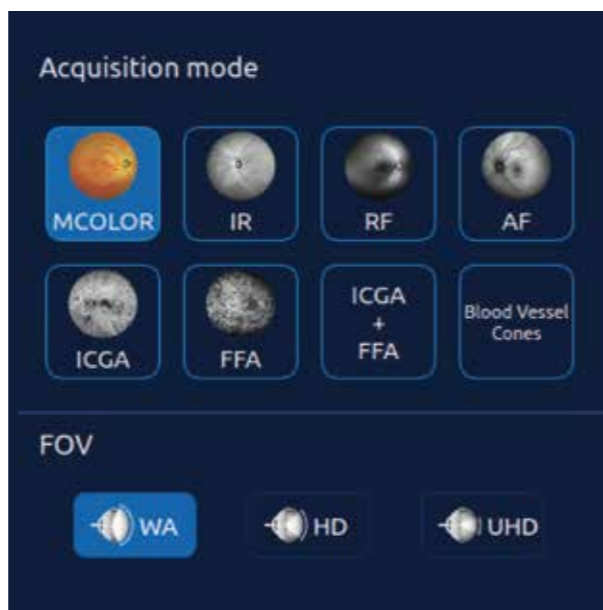 Acquisition mode
MCOLOR
IR
RF
AF
ICGA
FFA
ICGA
+
FFA
Blood Vessel
Cones
FOV
WA
HD
UHD